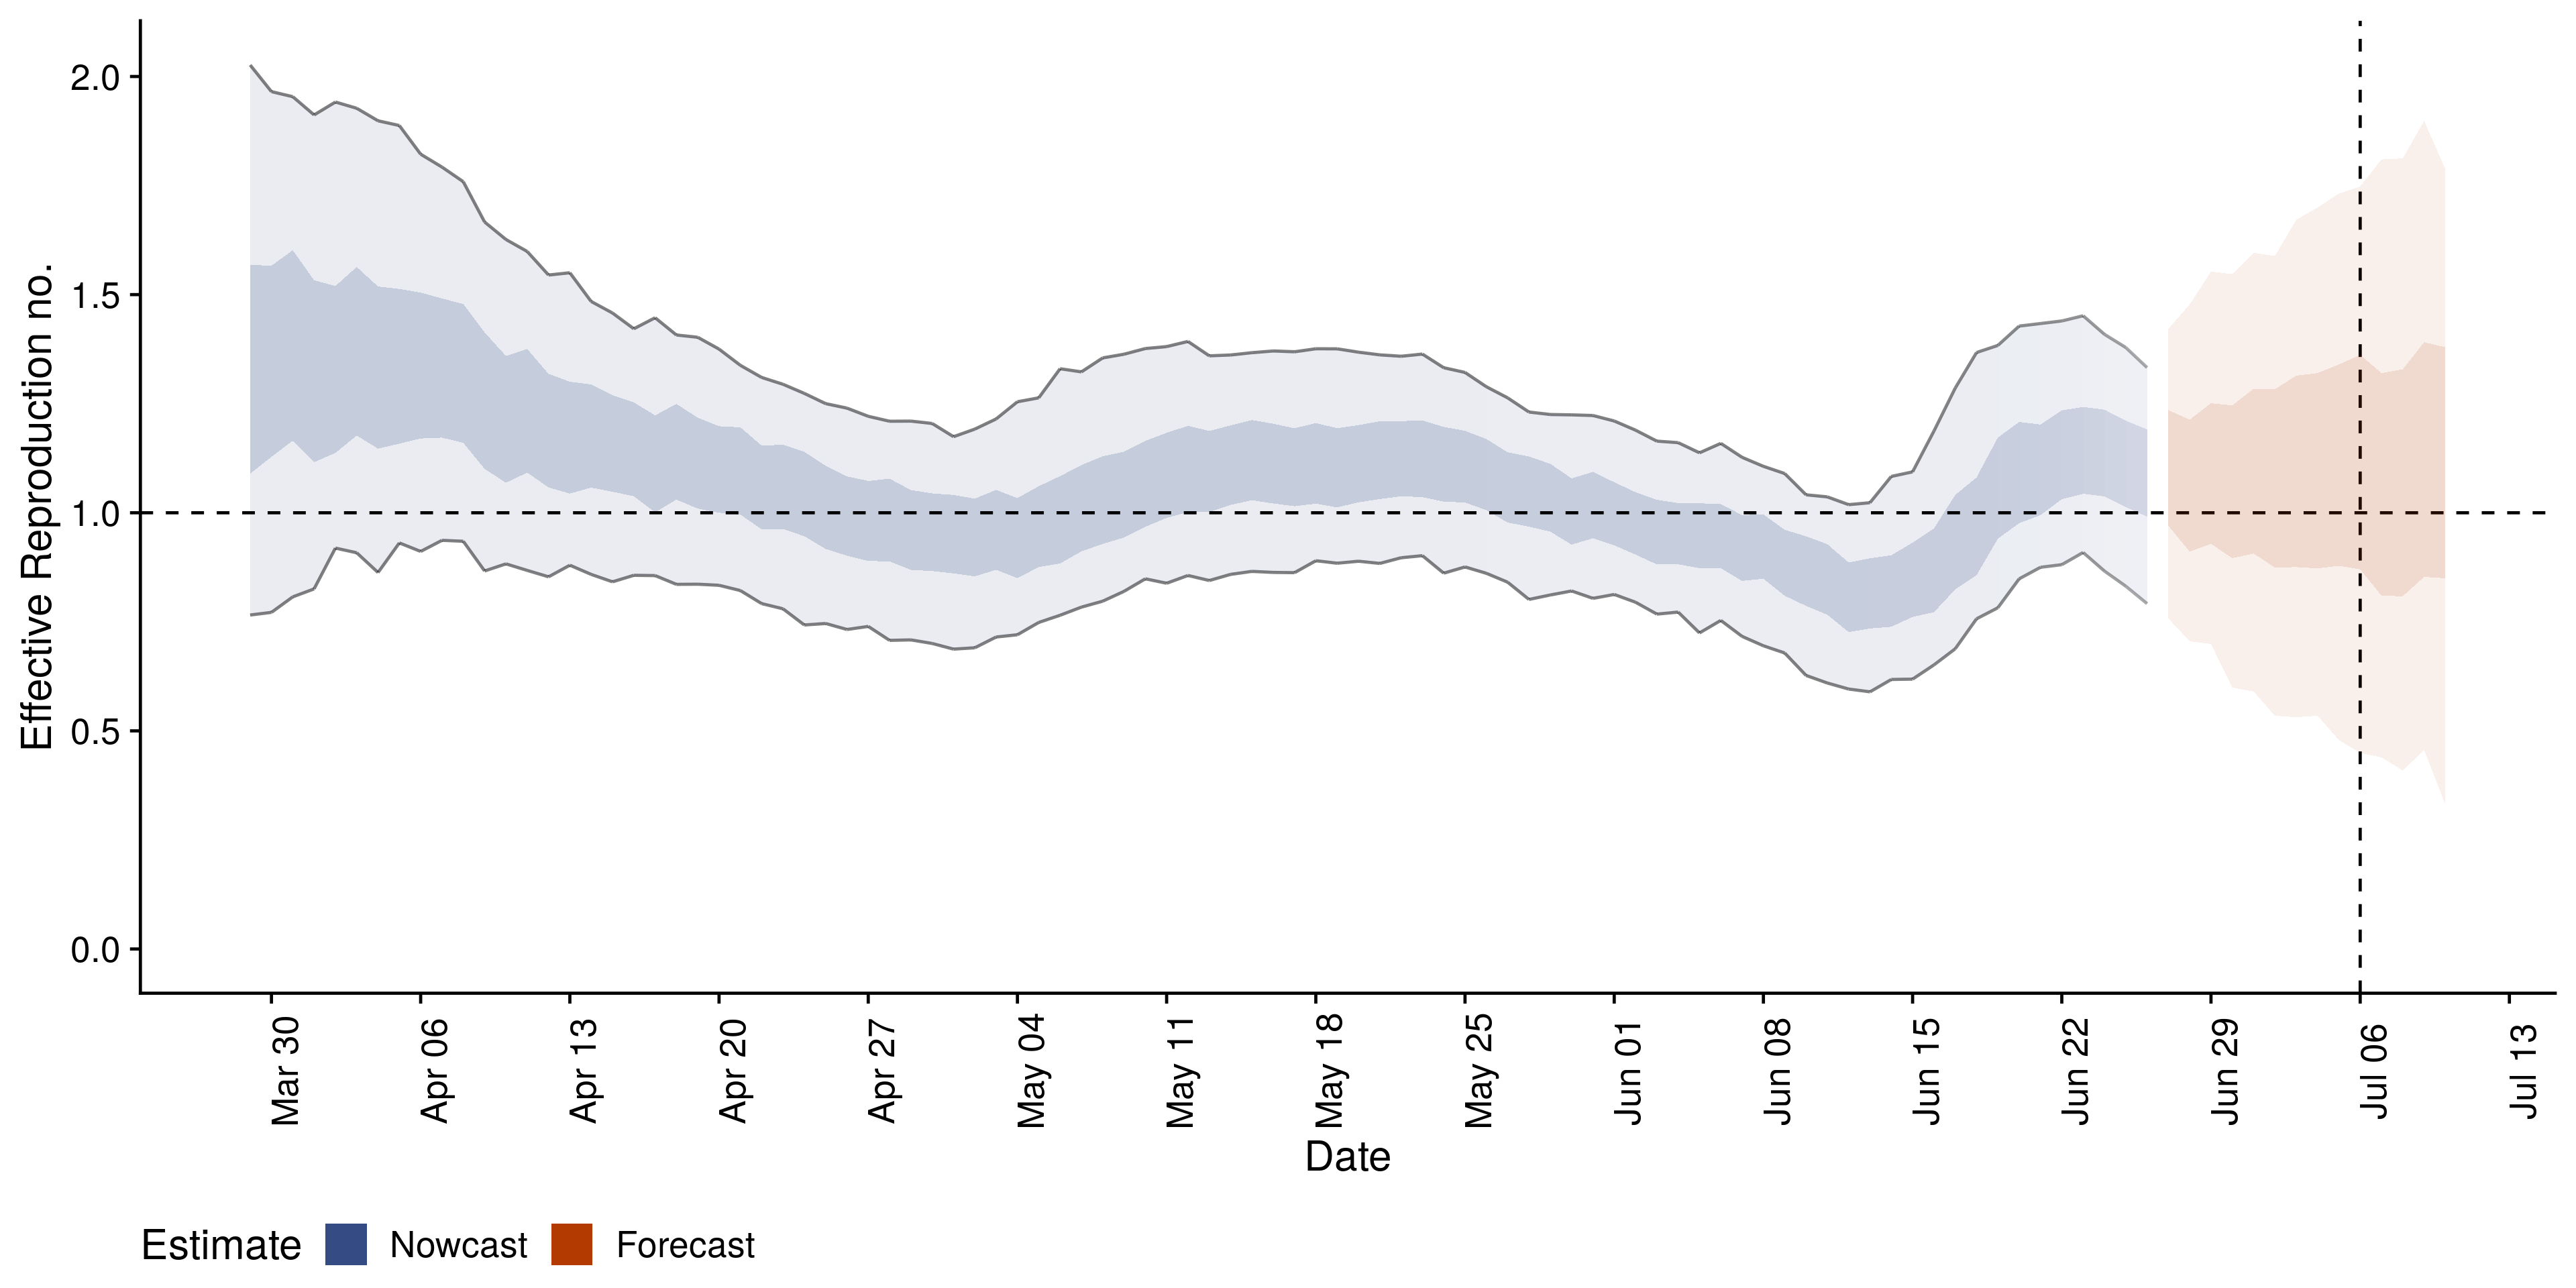 Effective Reproduction no.
2.0
1.5
1.0
0.5
0.0
Mar 30
Apr 06
Apr 13
Apr 20
Apr 27
May 04
May 11
May 18
May 25
Jun 01
Jun 08
Jun 15
Jun 22
Jun 29
Jul 06
Jul 13
Date
Estimate Nowcast Forecast